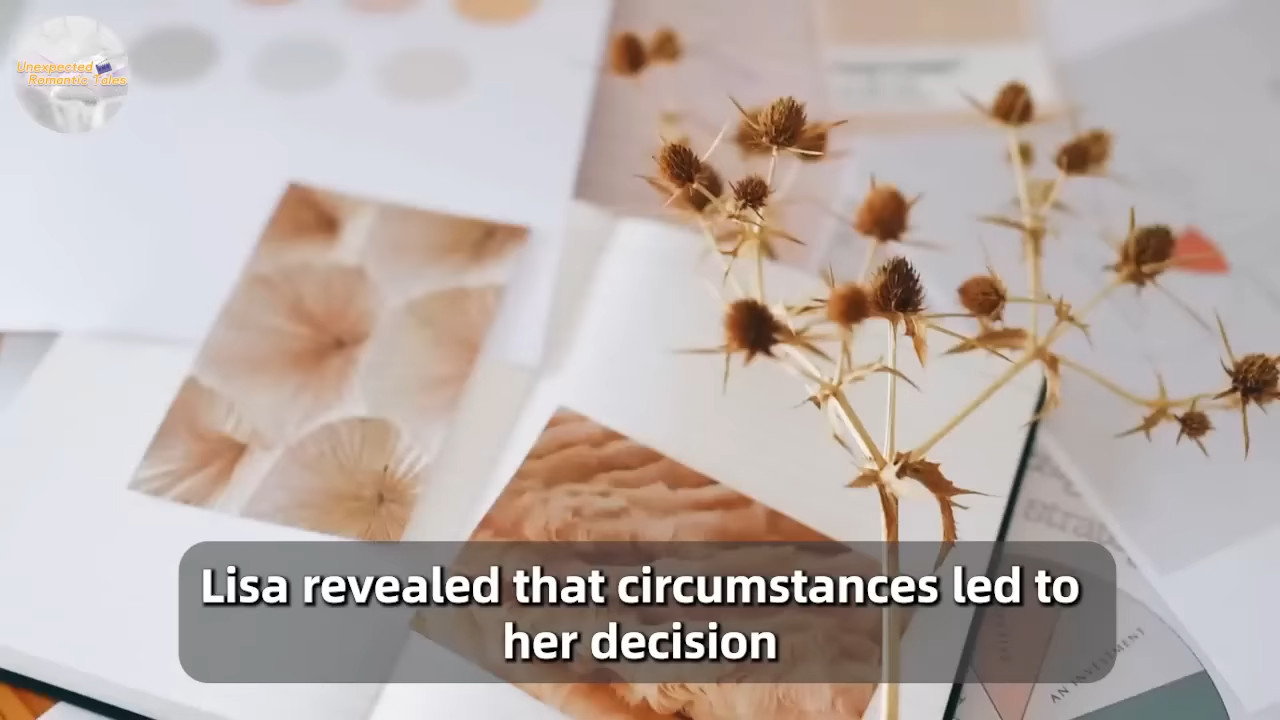 Unexpected
Romantic Tales
Lisa revealed that circumstances led to
her decision
AN INVESTMENT